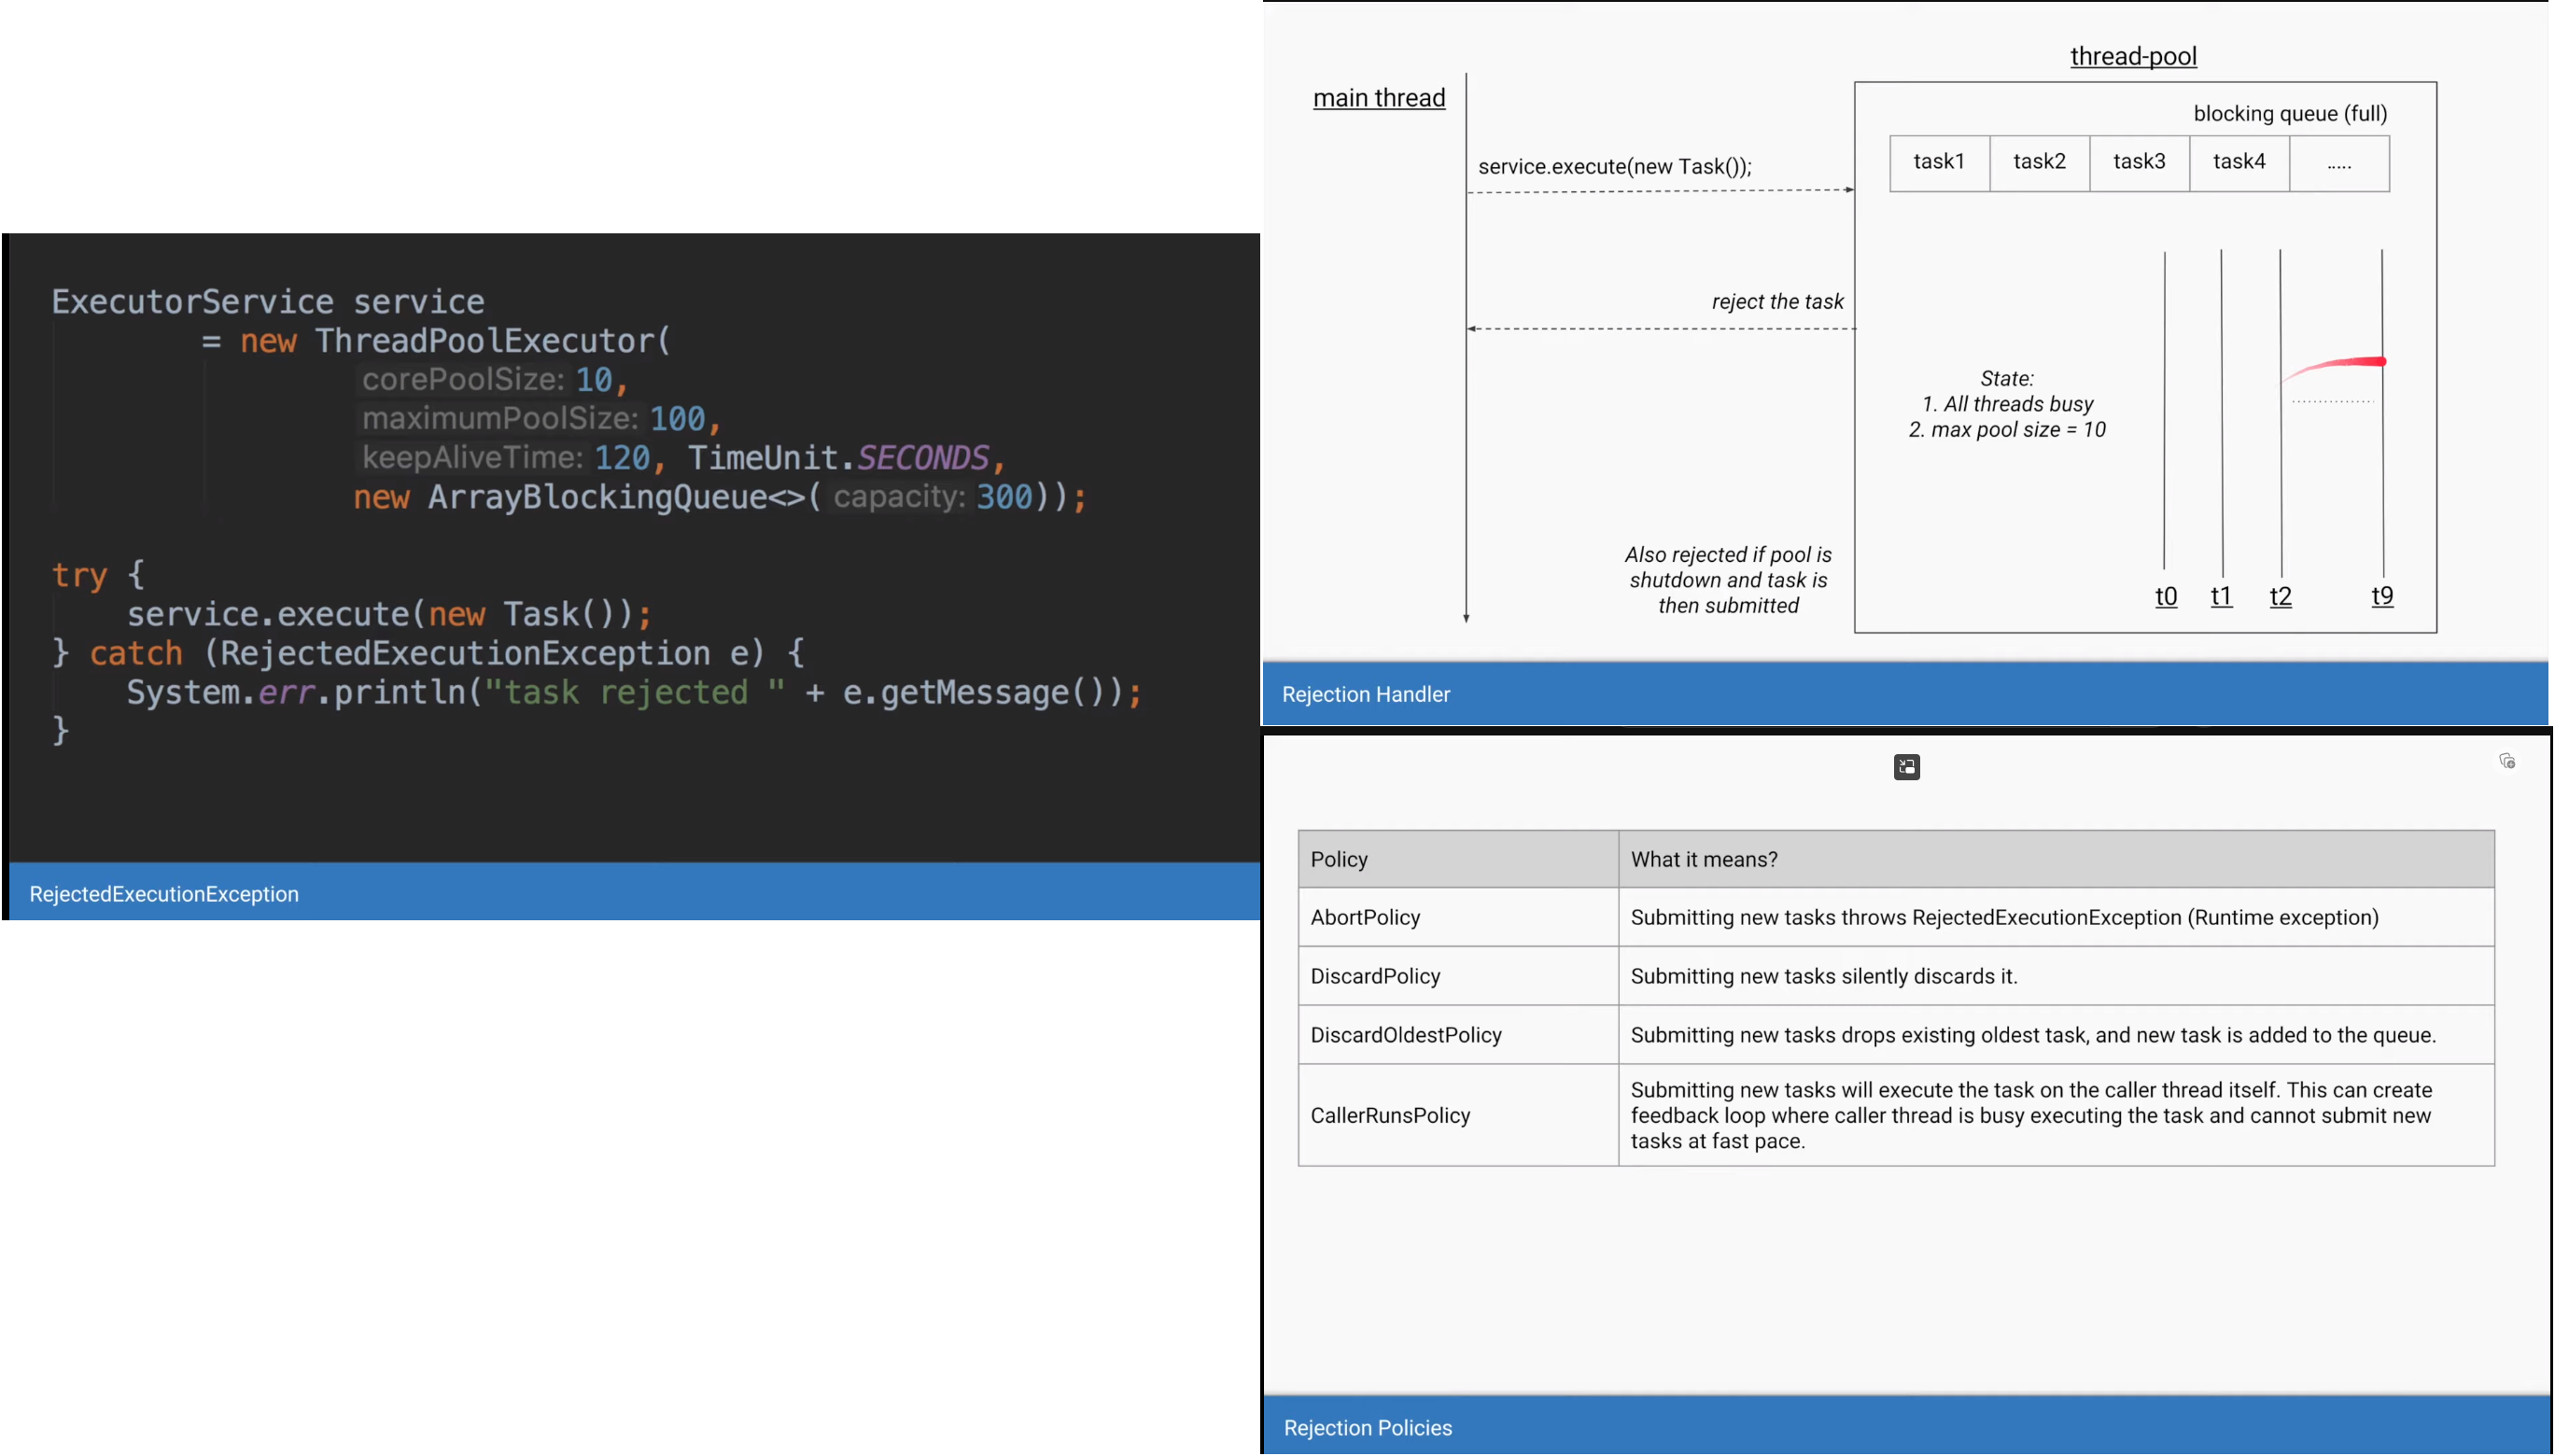 ExecutorService service
= new ThreadPoolExecutor(
corePoolSize: 10,
maximumPoolSize: 100,
keepAliveTime: 120, TimeUnit.SECONDS,
new ArrayBlockingQueue<>( capacity: 300));
try {
service.execute(new Task());
} catch (RejectedExecutionException e) {
System.err.println("task rejected " + e.getMessage());
}
RejectedExecutionException
thread-pool
main thread
blocking queue (full)
task1 task2 task3 task4 .....
service.execute(new Task());
reject the task
State:
1. All threads busy
2. max pool size = 10
Also rejected if pool is
shutdown and task is
then submitted
t0 t1 t2 t9
Rejection Handler
Policy What it means?
AbortPolicy Submitting new tasks throws RejectedExecutionException (Runtime exception)
DiscardPolicy Submitting new tasks silently discards it.
DiscardOldestPolicy Submitting new tasks drops existing oldest task, and new task is added to the queue.
CallerRunsPolicy Submitting new tasks will execute the task on the caller thread itself. This can create
feedback loop where caller thread is busy executing the task and cannot submit new
tasks at fast pace.
Rejection Policies